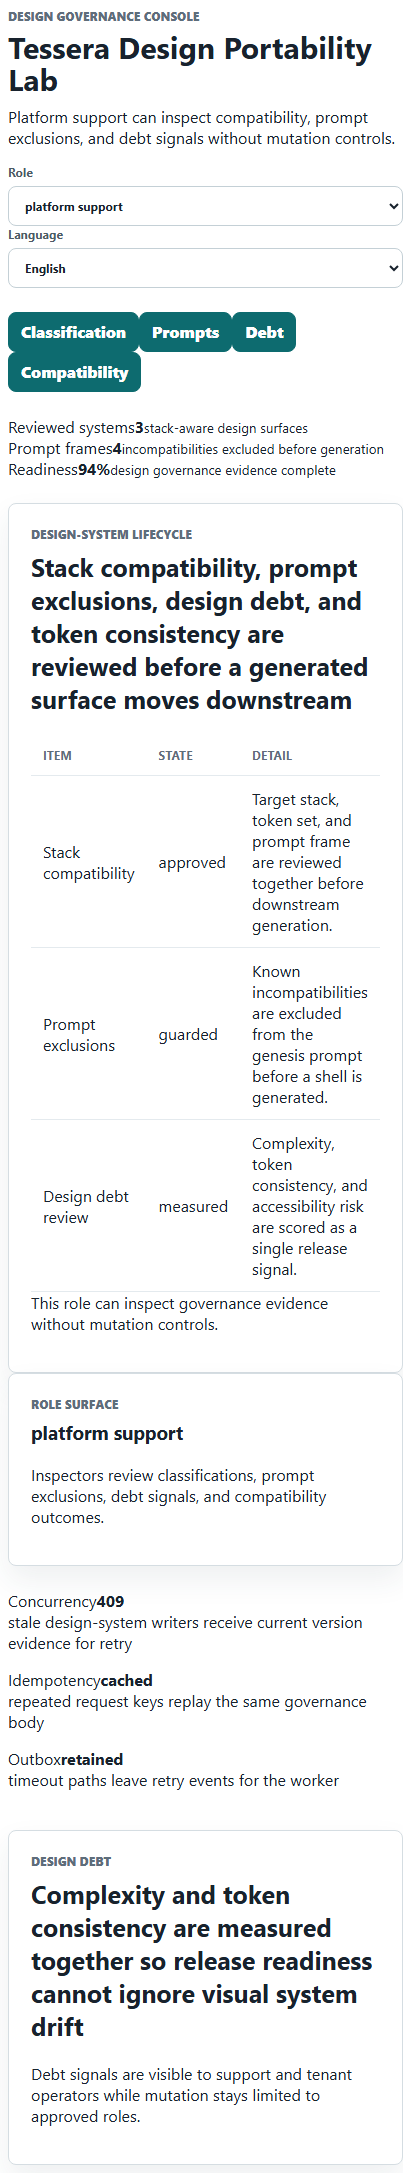 DESIGN GOVERNANCE CONSOLE
Tessera Design Portability
Lab
Platform support can inspect compatibility, prompt
exclusions, and debt signals without mutation controls.
Role
platform support
Language
English
Classification
Prompts
Debt
Compatibility
Reviewed systems3stack-aware design surfaces
Prompt frames4incompatibilities excluded before generation
Readiness94%design governance evidence complete
DESIGN-SYSTEM LIFECYCLE
Stack compatibility, prompt
exclusions, design debt, and
token consistency are
reviewed before a generated
surface moves downstream
ITEM STATE DETAIL
Stack
compatibility
approved
Target stack,
token set, and
prompt frame
are reviewed
together before
downstream
generation.
Prompt
exclusions
guarded
Known
incompatibilities
are excluded
from the
genesis prompt
before a shell is
generated.
Design debt
review
measured
Complexity,
token
consistency, and
accessibility risk
are scored as a
single release
signal.
This role can inspect governance evidence
without mutation controls.
ROLE SURFACE
platform support
Inspectors review classifications, prompt
exclusions, debt signals, and compatibility
outcomes.
Concurrency409
stale design-system writers receive current version
evidence for retry
Idempotencycached
repeated request keys replay the same governance
body
Outboxretained
timeout paths leave retry events for the worker
DESIGN DEBT
Complexity and token
consistency are measured
together so release readiness
cannot ignore visual system
drift
Debt signals are visible to support and tenant
operators while mutation stays limited to
approved roles.